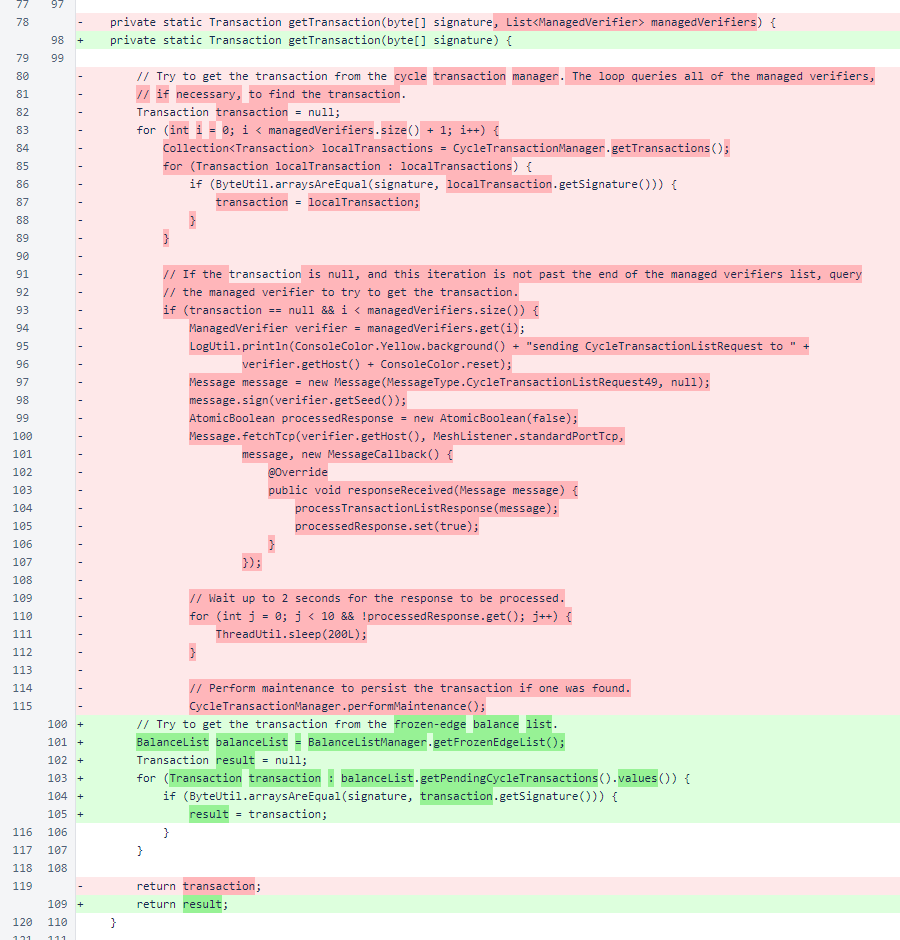 77 97
78 - private static Transaction getTransaction(byte[] signature, List<ManagedVerifier> managedVerifiers) {
98 + private static Transaction getTransaction(byte[] signature) {
79 99
80 - // Try to get the transaction from the cycle transaction manager. The loop queries all of the managed verifiers,
81 - // if necessary, to find the transaction.
82 - Transaction transaction = null;
83 - for (int i = 0; i < managedVerifiers.size() + 1; i++) {
84 - Collection<Transaction> localTransactions = CycleTransactionManager.getTransactions();
85 - for (Transaction localTransaction : localTransactions) {
86 - if (ByteUtil.arraysAreEqual(signature, localTransaction.getSignature())) {
87 - transaction = localTransaction;
88 - }
89 - }
90 -
91 - // If the transaction is null, and this iteration is not past the end of the managed verifiers list, query
92 - // the managed verifier to try to get the transaction.
93 - if (transaction == null && i < managedVerifiers.size()) {
94 - ManagedVerifier verifier = managedVerifiers.get(i);
95 - LogUtil.println(ConsoleColor.Yellow.background() + "sending CycleTransactionListRequest to " +
96 - verifier.getHost() + ConsoleColor.reset);
97 - Message message = new Message(MessageType.CycleTransactionListRequest49, null);
98 - message.sign(verifier.getSeed());
99 - AtomicBoolean processedResponse = new AtomicBoolean(false);
100 - Message.fetchTcp(verifier.getHost(), MeshListener.standardPortTcp,
101 - message, new MessageCallback() {
102 - @Override
103 - public void responseReceived(Message message) {
104 - processTransactionListResponse(message);
105 - processedResponse.set(true);
106 - }
107 - });
108 -
109 - // Wait up to 2 seconds for the response to be processed.
110 - for (int j = 0; j < 10 && !processedResponse.get(); j++) {
111 - ThreadUtil.sleep(200L);
112 - }
113 -
114 - // Perform maintenance to persist the transaction if one was found.
115 - CycleTransactionManager.performMaintenance();
100 + // Try to get the transaction from the frozen-edge balance list.
101 + BalanceList balanceList = BalanceListManager.getFrozenEdgeList();
102 + Transaction result = null;
103 + for (Transaction transaction : balanceList.getPendingCycleTransactions().values()) {
104 + if (ByteUtil.arraysAreEqual(signature, transaction.getSignature())) {
105 + result = transaction;
116 106 }
117 107 }
118 108
119 - return transaction;
109 + return result;
120 110 }
121 111